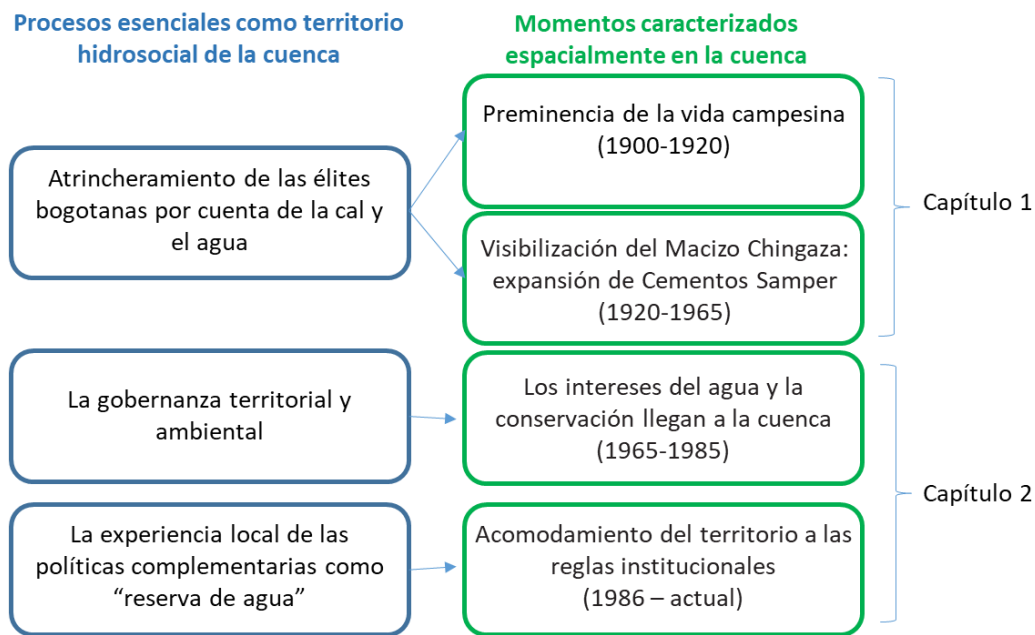 Procesos esenciales como territorio
hidrosocial de la cuenca
Momentos caracterizados
espacialmente en la cuenca
Atrincheramiento de las élites
bogotanas por cuenta de la cal y
el agua
Preminencia de la vida campesina
(1900-1920)
Visibilización del Macizo Chingaza:
expansión de Cementos Samper
(1920-1965)
Capítulo 1
La gobernanza territorial y
ambiental
Los intereses del agua y la
conservación llegan a la cuenca
(1965-1985)
La experiencia local de las
políticas complementarias como
“reserva de agua”
Acomodamiento del territorio a las
reglas institucionales
(1986 – actual)
Capítulo 2